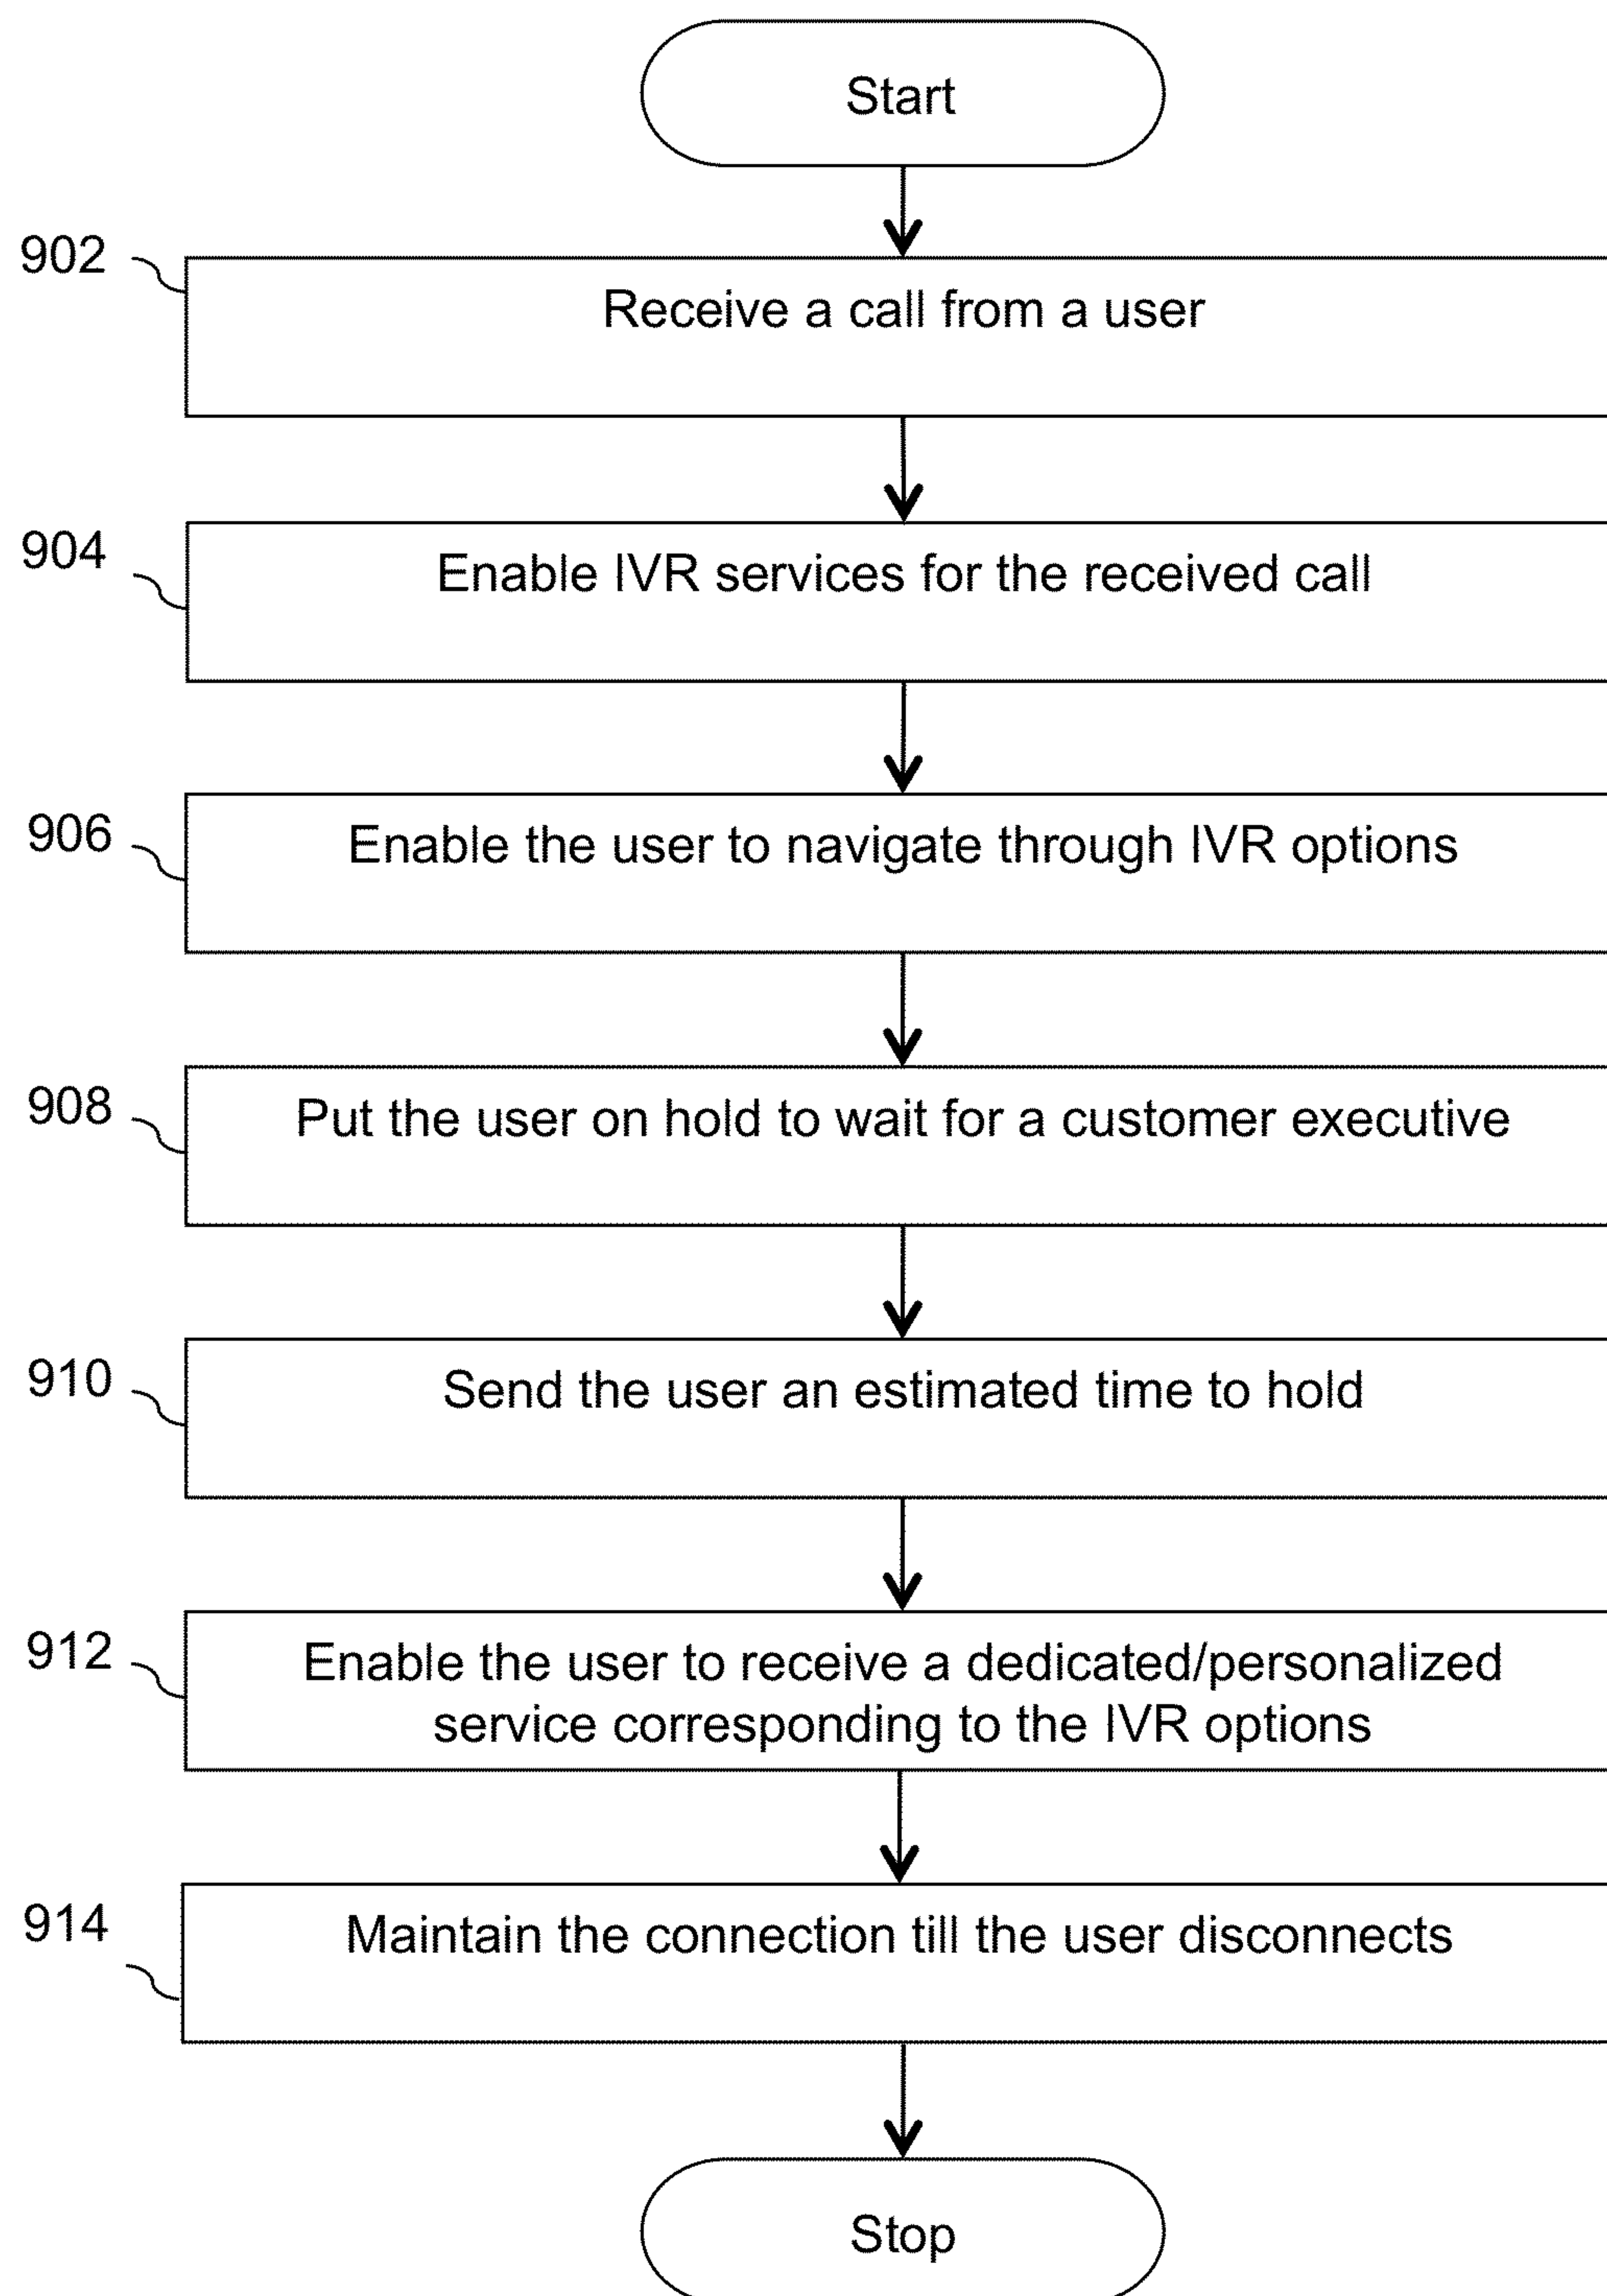 Start
902
Receive a call from a user
904
Enable IVR services for the received call
906
Enable the user to navigate through IVR options
908
Put the user on hold to wait for a customer executive
910
Send the user an estimated time to hold
912
Enable the user to receive a dedicated/personalized
service corresponding to the IVR options
914
Maintain the connection till the user disconnects
Stop